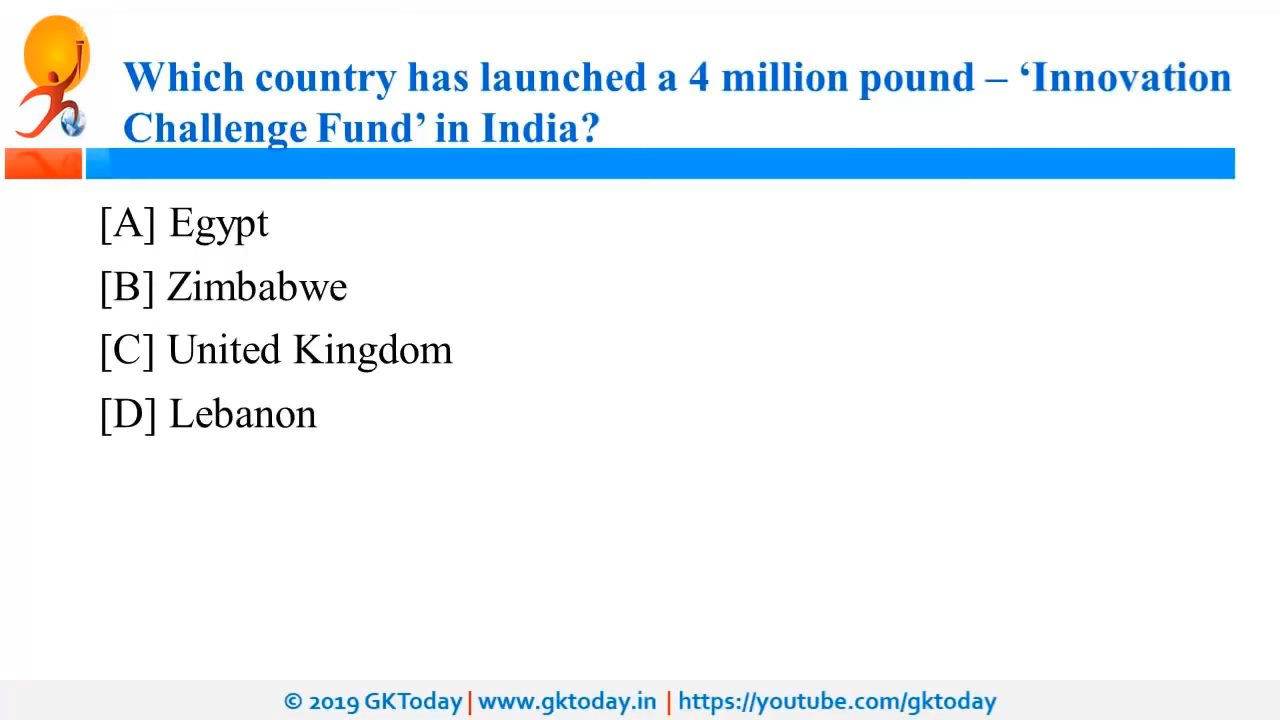 Which country has launched a 4 million pound – ‘Innovation
Challenge Fund’ in India?
[A] Egypt
[B] Zimbabwe
[C] United Kingdom
[D] Lebanon
© 2019 GKToday | www.gktoday.in | https://youtube.com/gktoday